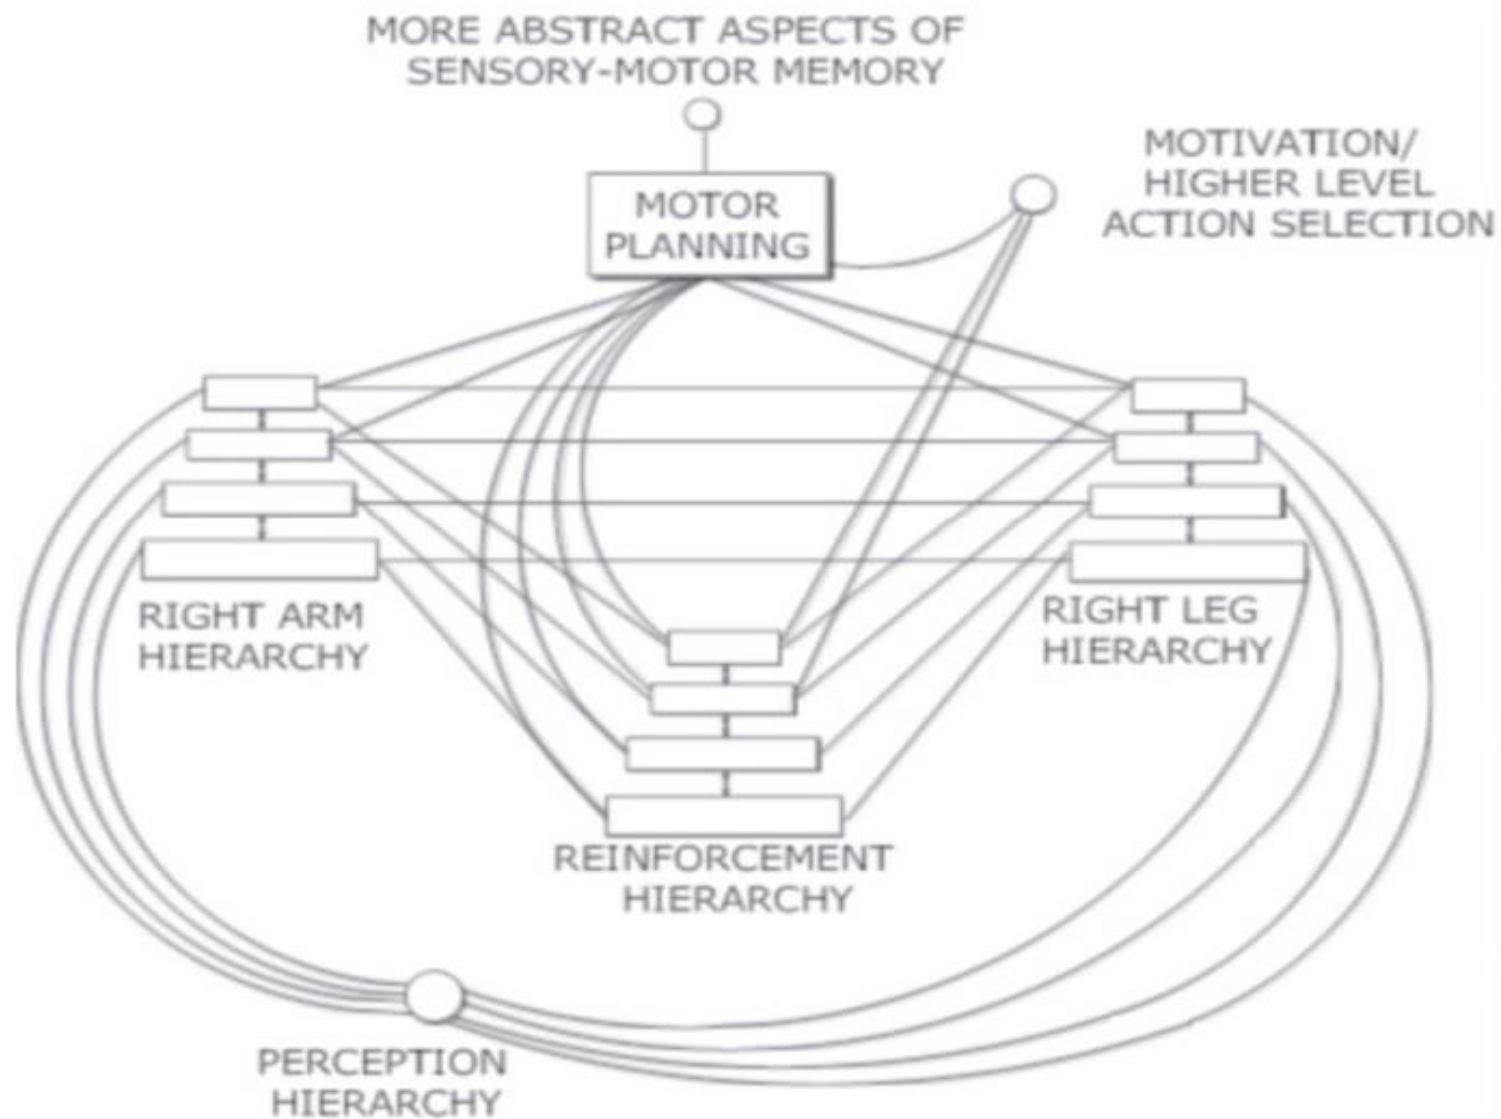 MORE ABSTRACT ASPECTS OF
SENSORY-MOTOR MEMORY
MOTIVATION/
HIGHER LEVEL
ACTION SELECTION
MOTOR
PLANNING
RIGHT ARM
HIERARCHY
RIGHT LEG
HIERARCHY
REINFORCEMENT
HIERARCHY
PERCEPTION
HIERARCHY